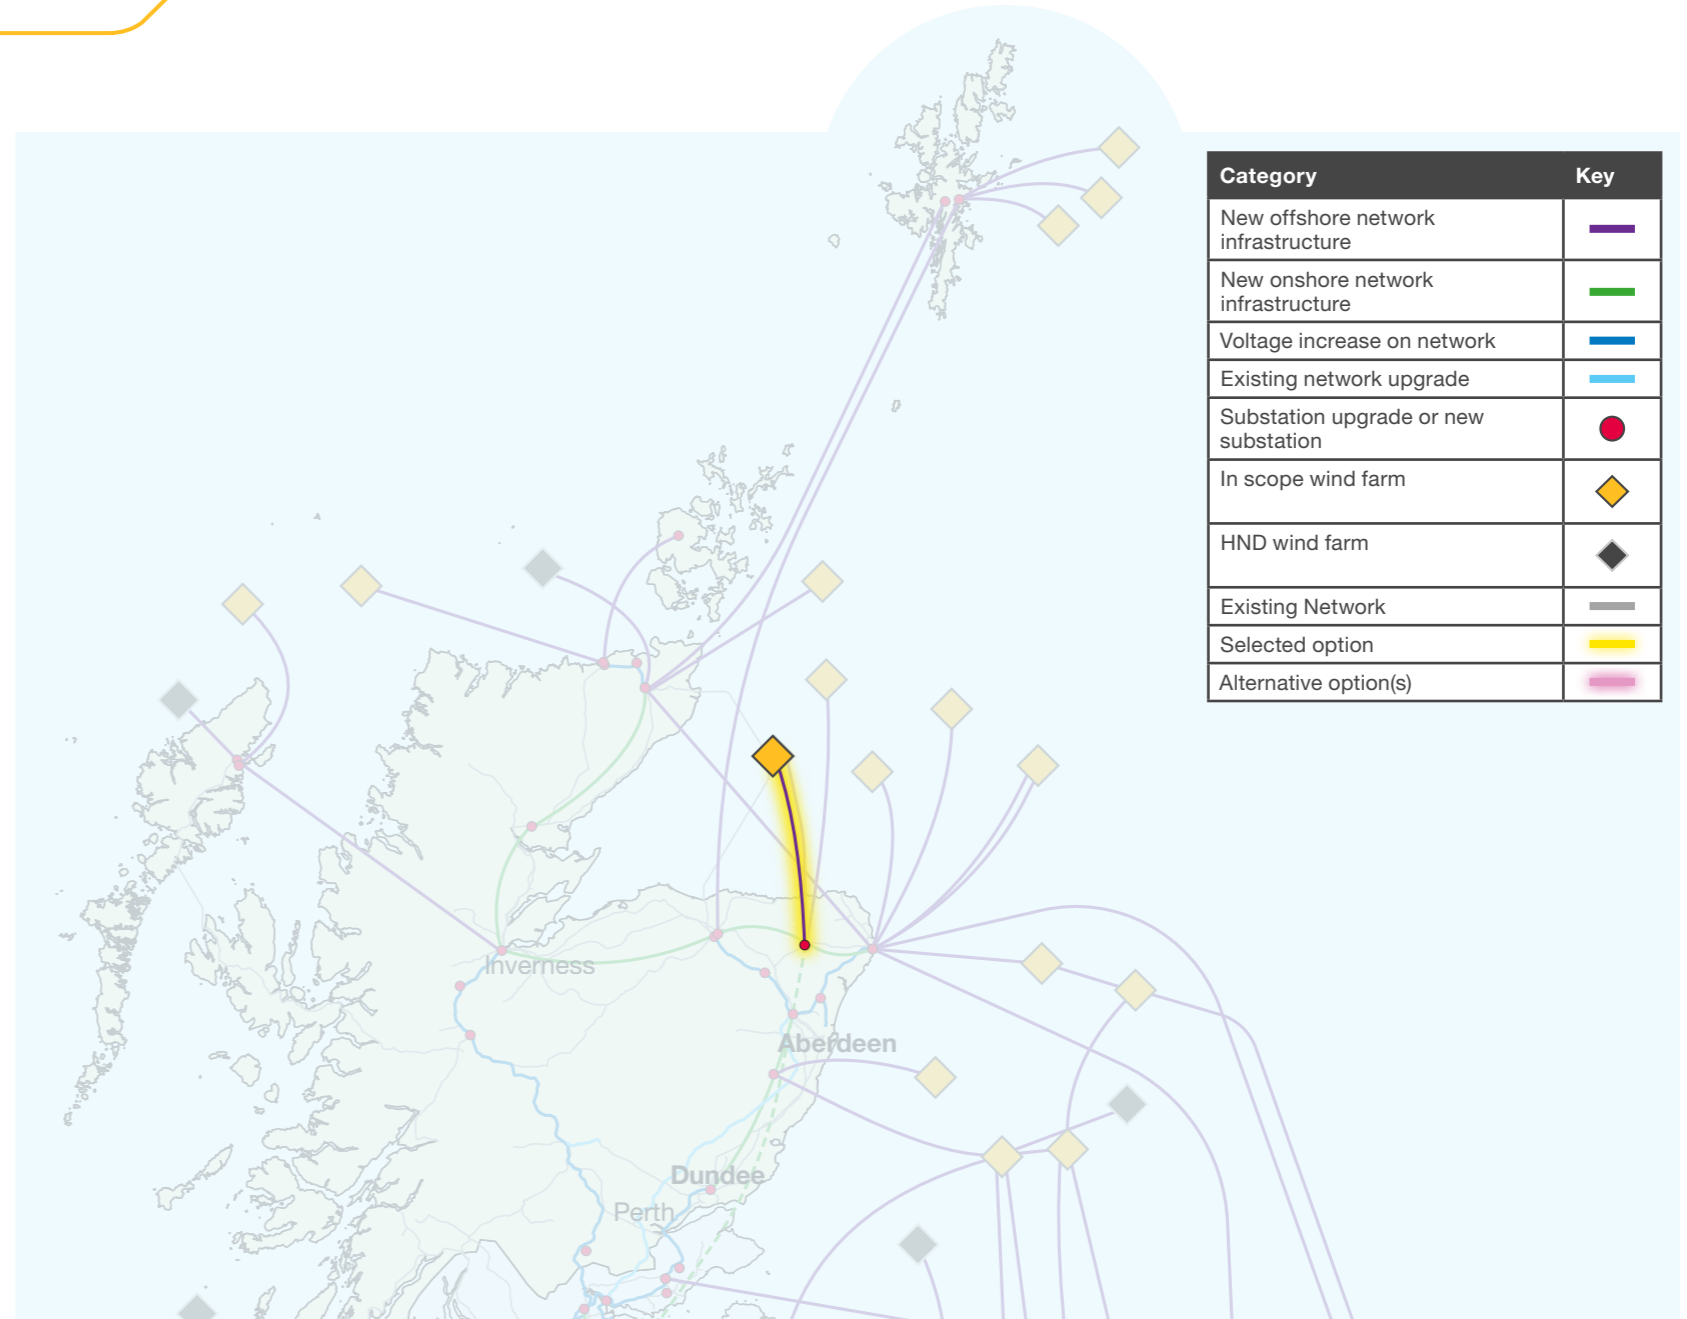 Category Key
New offshore network
infrastructure
New onshore network
infrastructure
Voltage increase on network
Existing network upgrade
Substation upgrade or new
substation
In scope wind farm
HND wind farm
Existing Network
Selected option
Alternative option(s)
Inverness
Aberdeen
Dundee
Perth